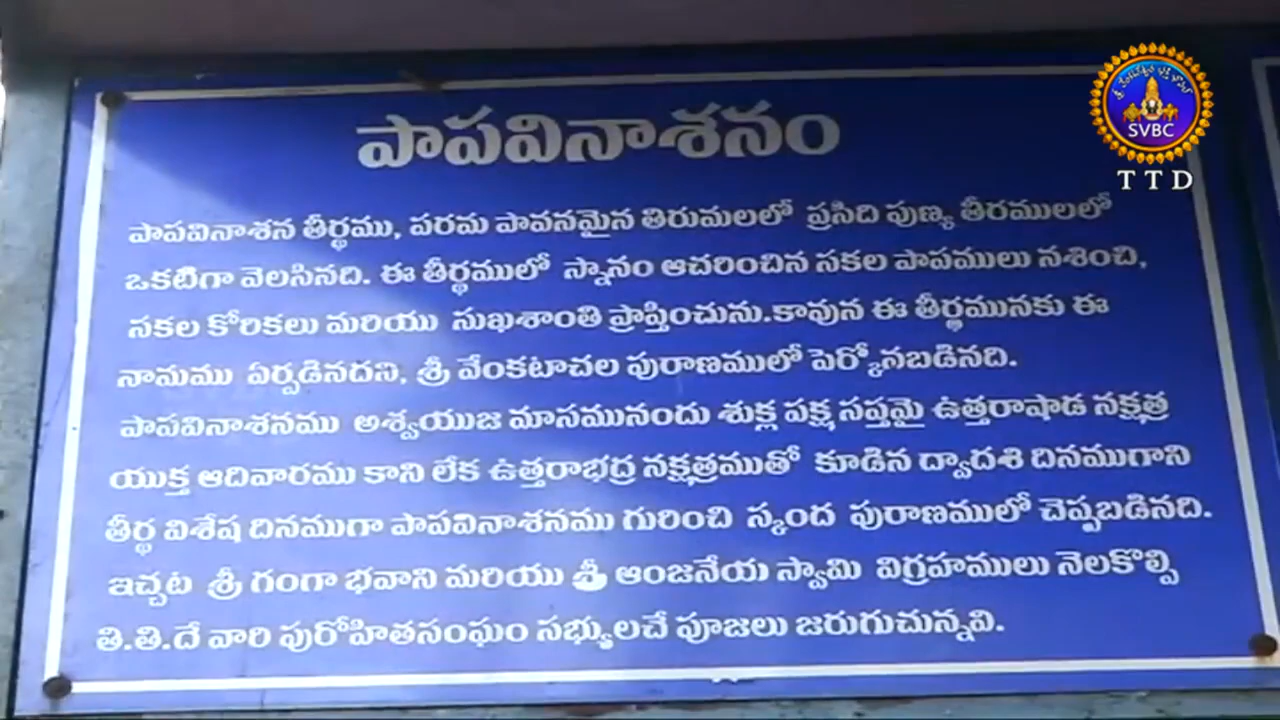 పాపవినాశనం
పాపవినాశన తీర్థము, పరమ పావనమైన తిరుమలలో ప్రసిది పుణ్య తీరములలో
ఒకటిగా వెలసినది. ఈ తీర్థములో స్నానం ఆచరించిన సకల పాపములు నశించి,
సకల కోరికలు మరియు సుఖశాంతి ప్రాప్తించును.కావున ఈ తీర్థమునకు ఈ
నామము ఏర్పడినదని, శ్రీ వేంకటాచల పురాణములో పెర్కోనబడినది.
పాపవినాశనము అశ్వయుజ మాసమునందు శుక్ల పక్ష సప్తమై ఉత్తరాషాడ నక్షత్ర
యుక్త ఆదివారము కాని లేక ఉత్తరాభద్ర నక్షత్రముతో కూడిన ద్వాదశి దినముగాని
తీర్థ విశేష దినముగా పాపవినాశనము గురించి స్కంద పురాణములో చెప్పబడినది.
ఇచ్చట శ్రీ గంగా భవాని మరియు శ్రీ ఆంజనేయ స్వామి విగ్రహములు నెలకొల్పి
తి.తి.దే వారి పురోహితసంఘం సభ్యులచే పూజలు జరుగుచున్నవి.
SVBC
TTD